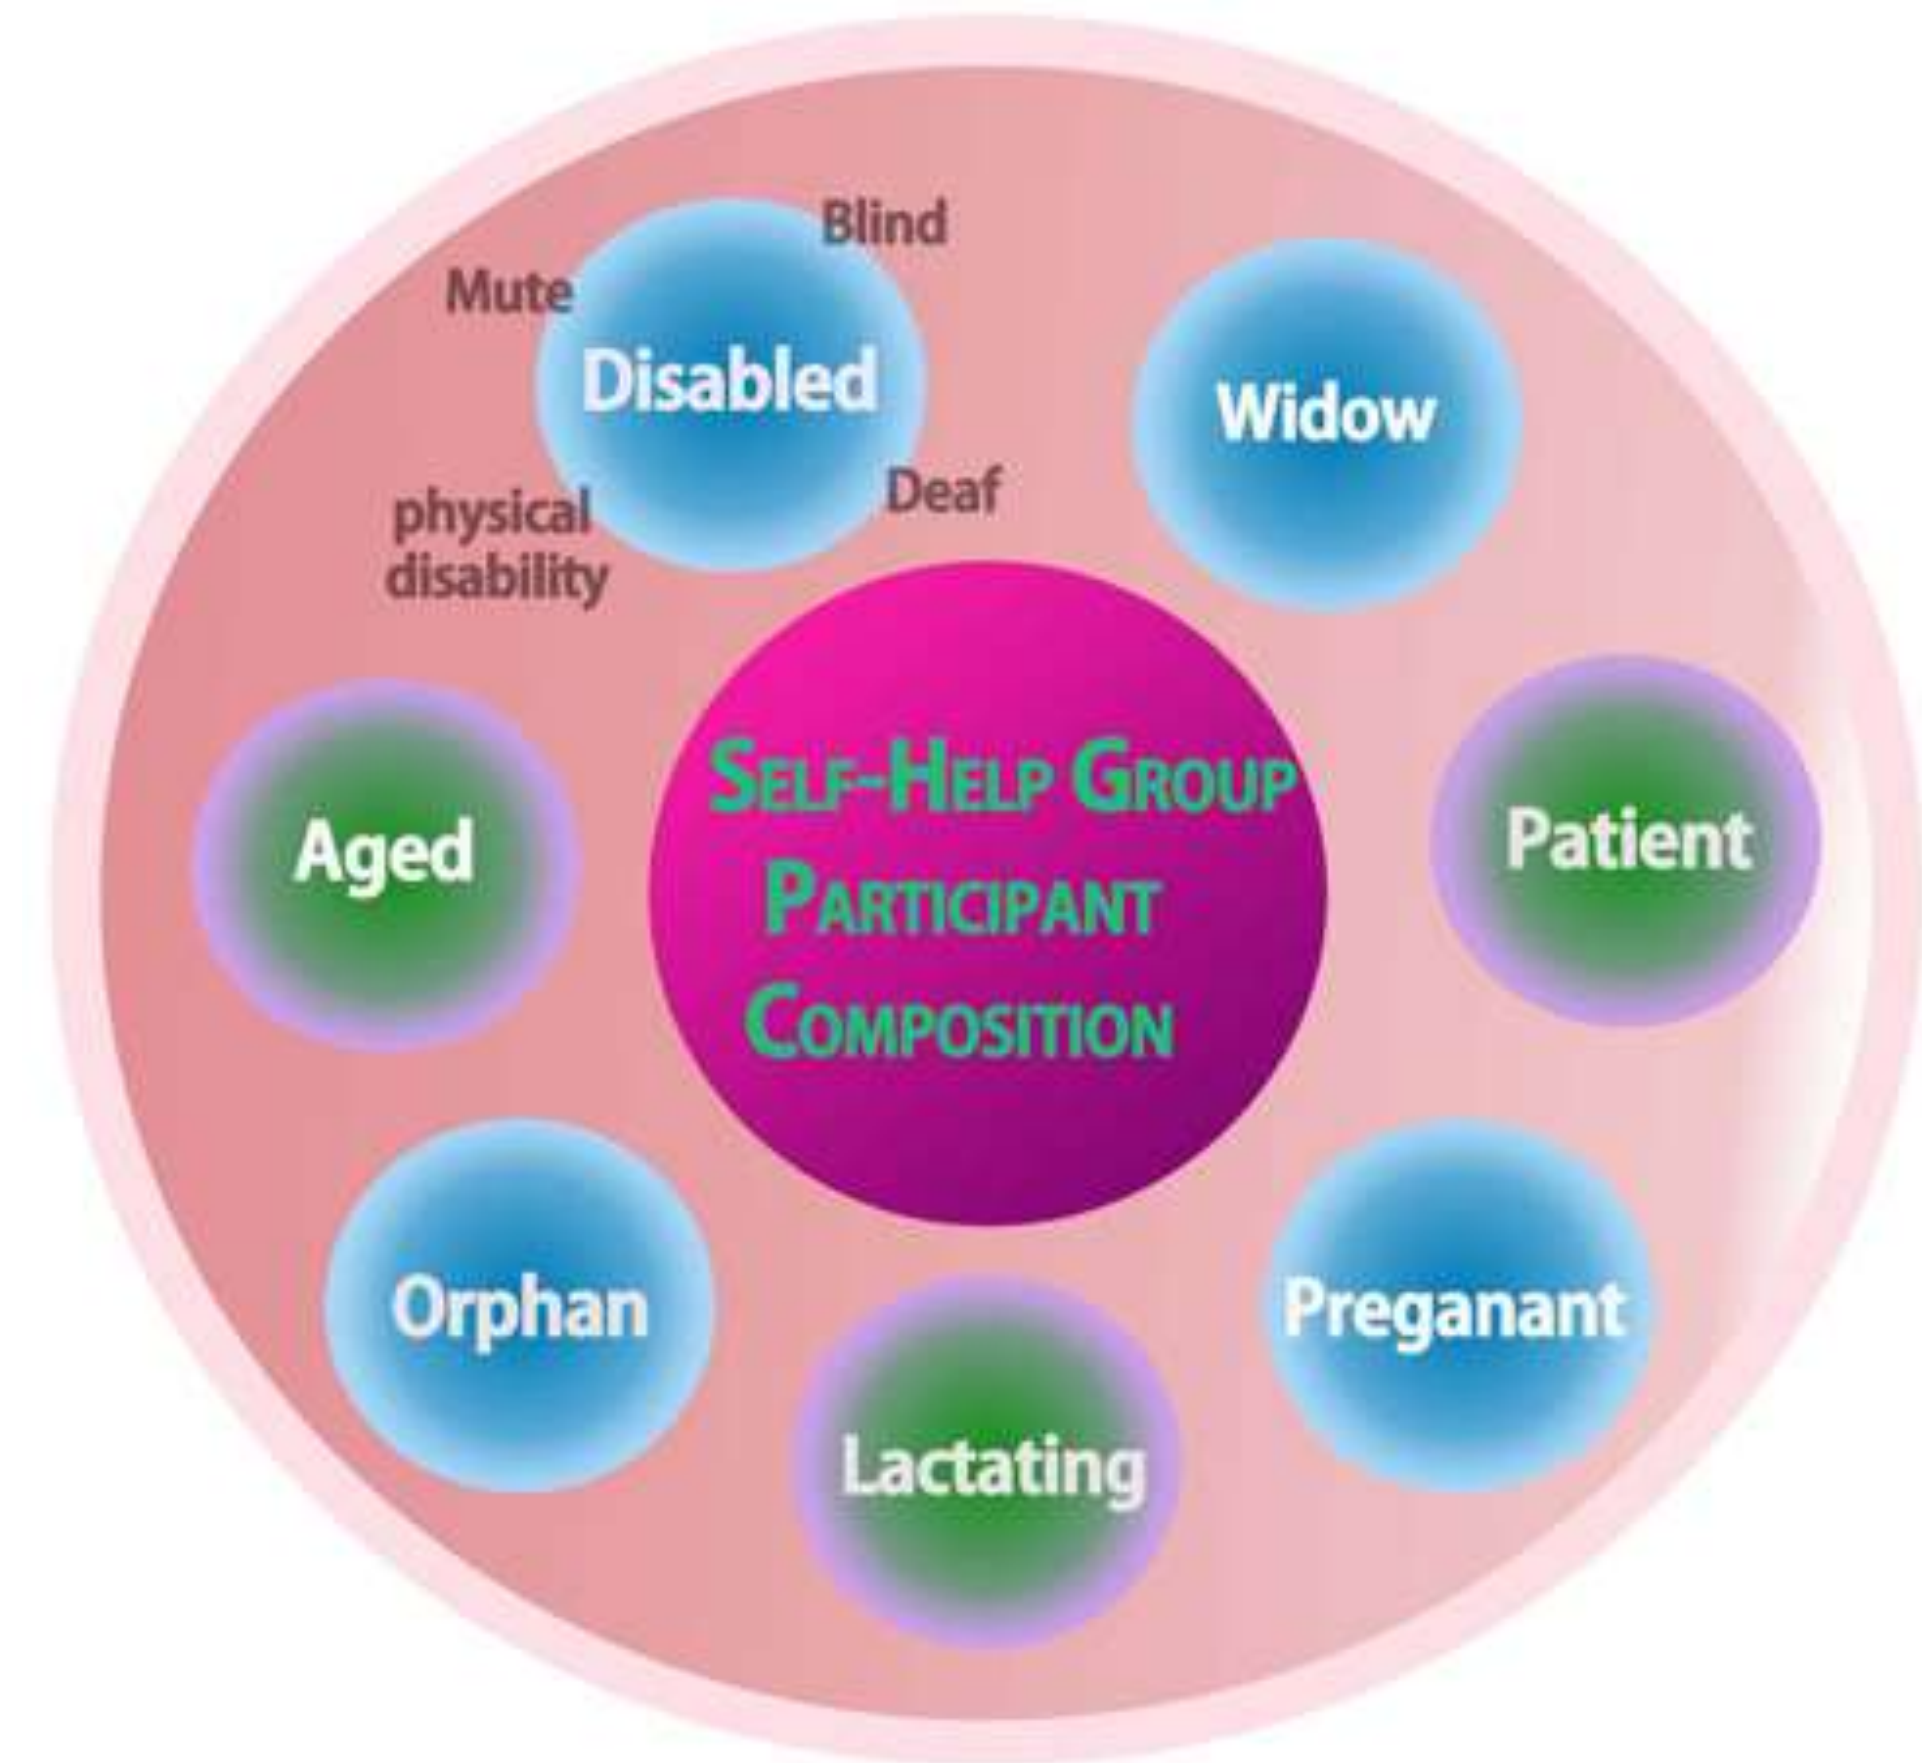 Blind
Mute
Disabled
Widow
Deaf
physical
disability
SELF-HELP GROUP
PARTICIPANT
COMPOSITION
Aged
Patient
Orphan
Preganant
Lactating